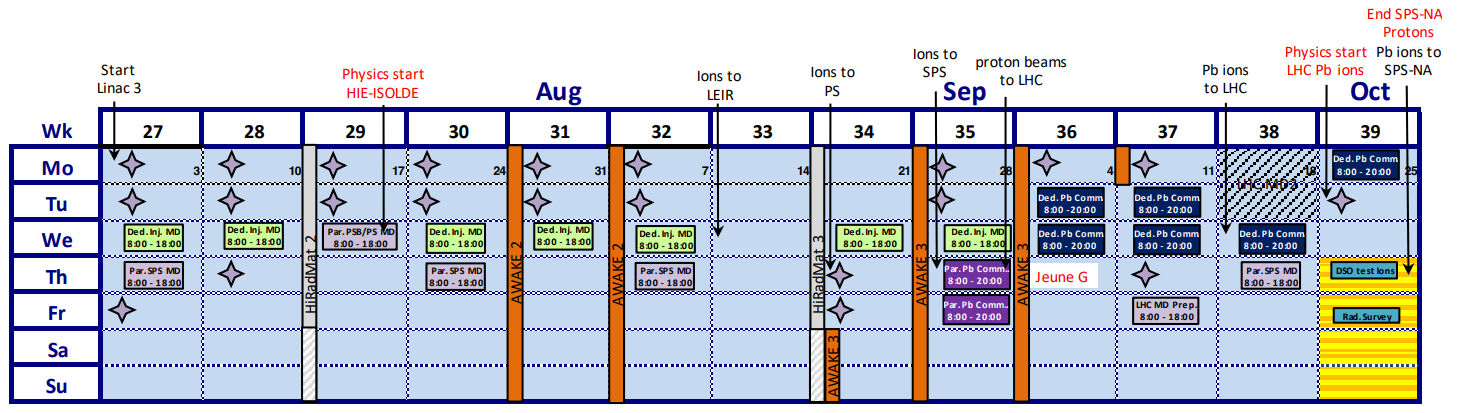 End SPS-NA
Protons
Ions to
SPS
proton beams
to LHC
Physics start
LHC Pb ions
Pb ions to
SPS-NA
Start
Linac 3
Physics start
HIE-ISOLDE
Ions to
LEIR
Ions to
PS
Pb ions
to LHC
Aug
Sep
Oct
Wk 27 28 29 30 31 32 33 34 35 36 37 38 39
Mo 3 10 17 24 31 7 14 21 28 4 11 18 25
LHC MD2
Ded. Pb Comm
8:00 - 20:00
Tu
Ded. Pb Comm
8:00 -20:00
Ded. Pb Comm
8:00 - 20:00
We
Ded. Inj. MD
8:00 - 18:00
Ded. Inj. MD
8:00 - 18:00
Par. PSB/PS MD
8:00 - 18:00
Ded. Inj. MD
8:00 - 18:00
Ded. Inj. MD
8:00 - 18:00
Ded. Inj. MD
8:00 - 18:00
Ded. Inj. MD
8:00 - 18:00
Ded. Inj. MD
8:00 - 18:00
Ded. Pb Comm
8:00 - 20:00
Ded. Pb Comm
8:00 - 20:00
Ded. Pb Comm
8:00 - 20:00
Th
Par. SPS MD
8:00 - 18:00
Par. SPS MD
8:00 - 18:00
Par. SPS MD
8:00 - 18:00
Par. Pb Comm.
8:00 - 20:00
Jeune G
Par. SPS MD
8:00 - 18:00
DSO test Ions
Fr
Par. Pb Comm.
8:00 - 20:00
LHC MD Prep.
8:00 - 18:00
Rad. Survey
Sa
Su
HiRadMat 2
AWAKE 2
AWAKE 2
HiRadMat 3
AWAKE 3
AWAKE 3
AWAKE 3